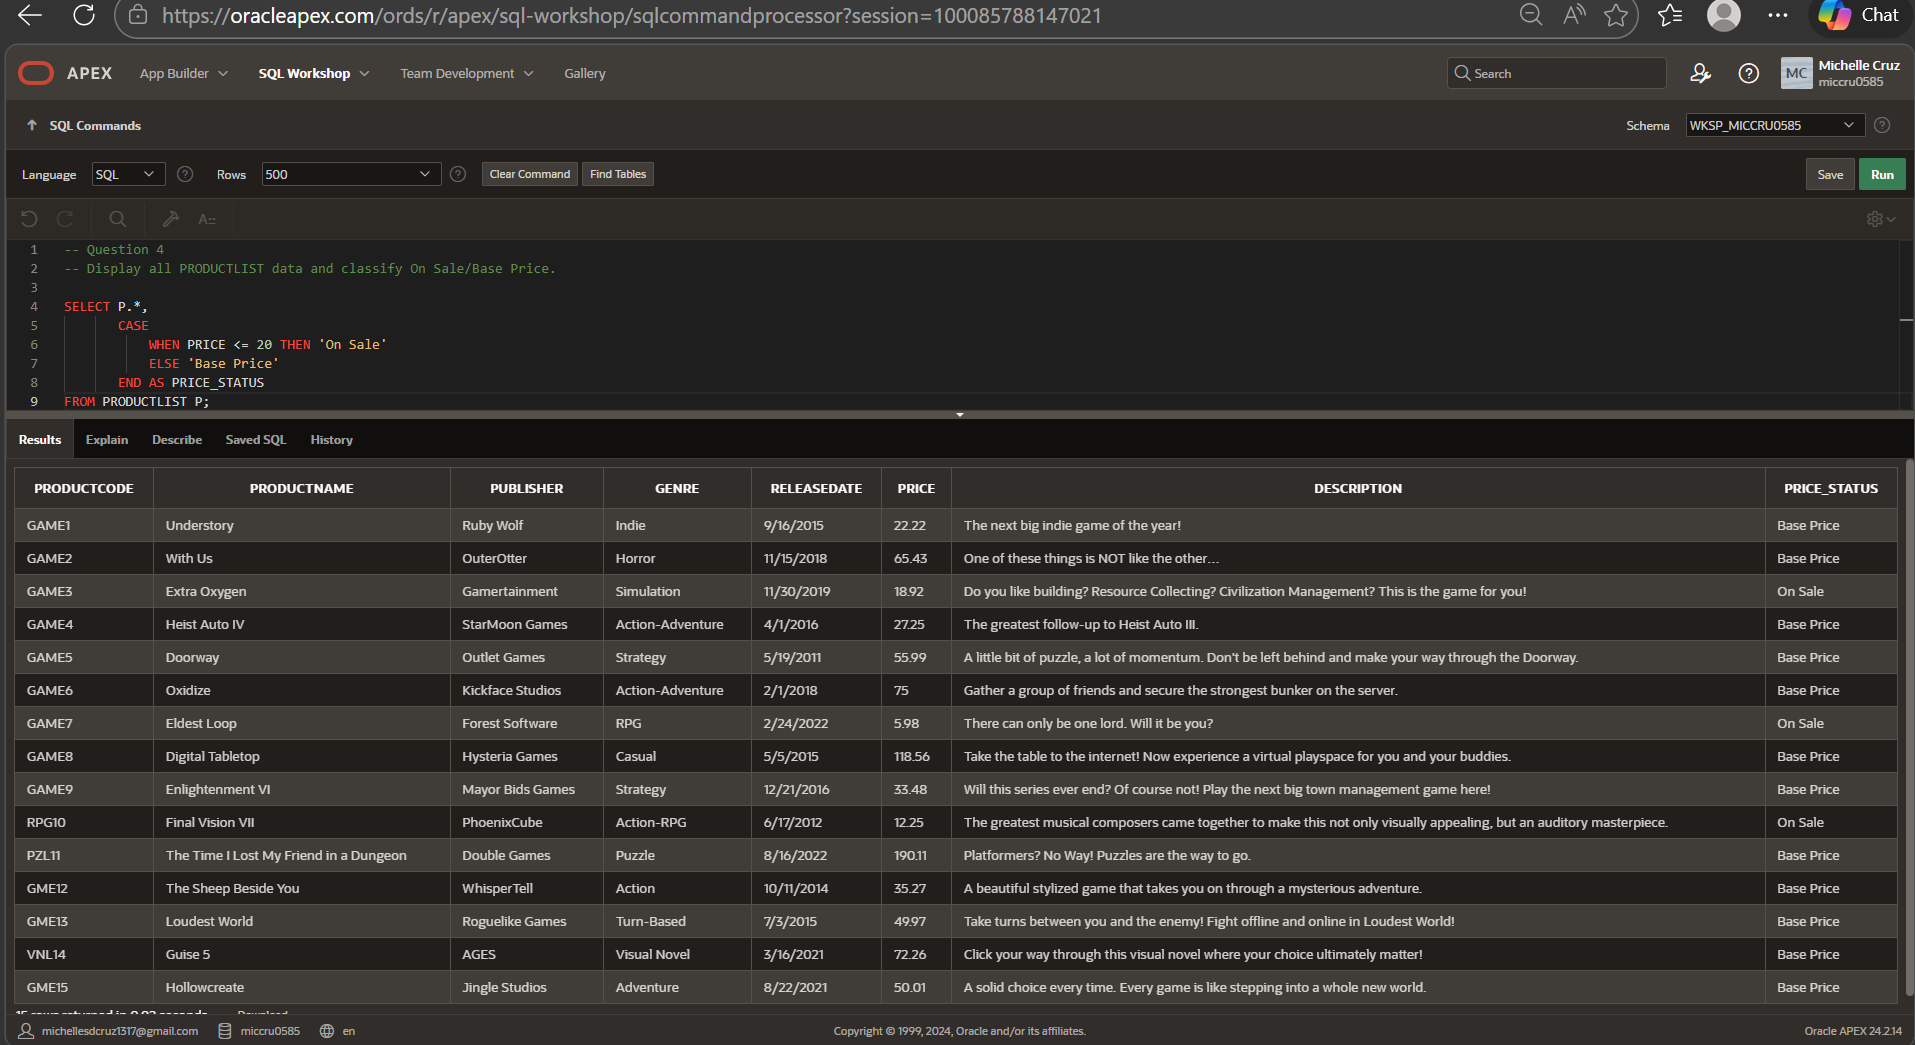 https://oracleapex.com/ords/r/apex/sql-workshop/sqlcommandprocessor?session=100085788147021
Chat
APEX App Builder SQL Workshop Team Development Gallery Search MC Michelle Cruz
miccru0585
SQL Commands Schema WKSP_MICCRU0585
Language SQL Rows 500 Clear Command Find Tables Save Run
1 -- Question 4
2 -- Display all PRODUCTLIST data and classify On Sale/Base Price.
3
4 SELECT P.*,
5 CASE
6 WHEN PRICE <= 20 THEN 'On Sale'
7 ELSE 'Base Price'
8 END AS PRICE_STATUS
9 FROM PRODUCTLIST P;
Results Explain Describe Saved SQL History
PRODUCTCODE PRODUCTNAME PUBLISHER GENRE RELEASEDATE PRICE DESCRIPTION PRICE_STATUS
GAME1 Understory Ruby Wolf Indie 9/16/2015 22.22 The next big indie game of the year! Base Price
GAME2 With Us OuterOtter Horror 11/15/2018 65.43 One of these things is NOT like the other... Base Price
GAME3 Extra Oxygen Gamertainment Simulation 11/30/2019 18.92 Do you like building? Resource Collecting? Civilization Management? This is the game for you! On Sale
GAME4 Heist Auto IV StarMoon Games Action-Adventure 4/1/2016 27.25 The greatest follow-up to Heist Auto III. Base Price
GAME5 Doorway Outlet Games Strategy 5/19/2011 55.99 A little bit of puzzle, a lot of momentum. Don't be left behind and make your way through the Doorway. Base Price
GAME6 Oxidize Kickface Studios Action-Adventure 2/1/2018 75 Gather a group of friends and secure the strongest bunker on the server. Base Price
GAME7 Eldest Loop Forest Software RPG 2/24/2022 5.98 There can only be one lord. Will it be you? On Sale
GAME8 Digital Tabletop Hysteria Games Casual 5/5/2015 118.56 Take the table to the internet! Now experience a virtual playspace for you and your buddies. Base Price
GAME9 Enlightenment VI Mayor Bids Games Strategy 12/21/2016 33.48 Will this series ever end? Of course not! Play the next big town management game here! Base Price
RPG10 Final Vision VII PhoenixCube Action-RPG 6/17/2012 12.25 The greatest musical composers came together to make this not only visually appealing, but an auditory masterpiece. On Sale
PZL11 The Time I Lost My Friend in a Dungeon Double Games Puzzle 8/16/2022 190.11 Platformers? No Way! Puzzles are the way to go. Base Price
GME12 The Sheep Beside You WhisperTell Action 10/11/2014 35.27 A beautiful stylized game that takes you on through a mysterious adventure. Base Price
GME13 Loudest World Roguelike Games Turn-Based 7/3/2015 49.97 Take turns between you and the enemy! Fight offline and online in Loudest World! Base Price
VNL14 Guise 5 AGES Visual Novel 3/16/2021 72.26 Click your way through this visual novel where your choice ultimately matter! Base Price
GME15 Hollowcreate Jingle Studios Adventure 8/22/2021 50.01 A solid choice every time. Every game is like stepping into a whole new world. Base Price
15 rows returned in 0.02 seconds Download
michellesdcruz1317@gmail.com miccru0585 en Copyright © 1999, 2024, Oracle and/or its affiliates. Oracle APEX 24.2.14